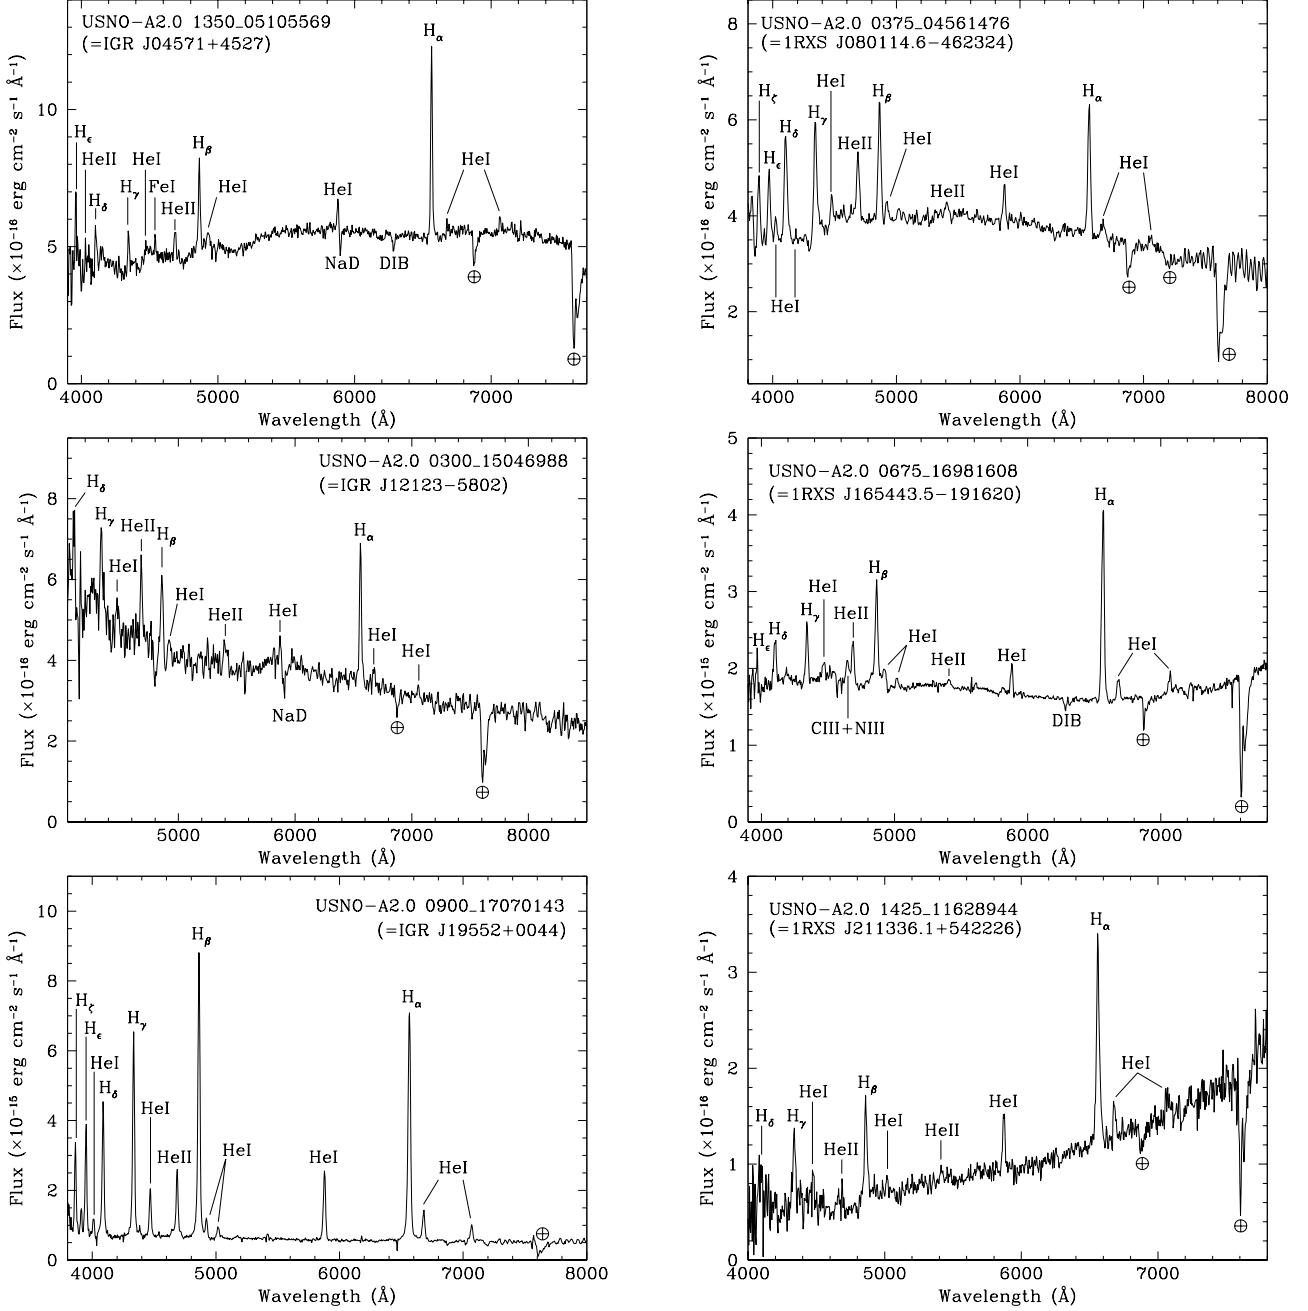 USNO-A2.0 1350_05105569
(=IGR J04571+4527)
Hα
Hε
HeII
Hδ
Hγ
HeI
FeI
HeII
Hβ
HeI
HeI
HeI
NaD
DIB
⊕
⊕
10
5
0
4000 5000 6000 7000
Wavelength (Å)
Flux (×10⁻¹⁶ erg cm⁻² s⁻¹ Å⁻¹)
USNO-A2.0 0375_04561476
(=1RXS J080114.6-462324)
Hζ
Hε
Hδ
Hγ
HeI
HeII
Hβ
HeI
HeII
HeI
Hα
HeI
HeI
⊕
⊕
⊕
8
6
4
2
4000 5000 6000 7000 8000
Wavelength (Å)
Flux (×10⁻¹⁶ erg cm⁻² s⁻¹ Å⁻¹)
USNO-A2.0 0300_15046988
(=IGR J12123-5802)
Hδ
Hγ
HeI
HeII
Hβ
HeI
HeII
HeI
Hα
HeI
HeI
NaD
⊕
⊕
8
6
4
2
0
5000 6000 7000 8000
Wavelength (Å)
Flux (×10⁻¹⁶ erg cm⁻² s⁻¹ Å⁻¹)
USNO-A2.0 0675_16981608
(=1RXS J165443.5-191620)
Hα
Hε
Hδ
Hγ
HeI
HeII
Hβ
HeI
HeII
HeI
HeI
CIII+NIII
DIB
⊕
⊕
5
4
3
2
1
0
4000 5000 6000 7000
Wavelength (Å)
Flux (×10⁻¹⁵ erg cm⁻² s⁻¹ Å⁻¹)
USNO-A2.0 0900_17070143
(=IGR J19552+0044)
Hζ
Hε
HeI
Hδ
Hγ
HeI
HeII
Hβ
HeI
HeI
Hα
HeI
⊕
10
8
6
4
2
0
4000 5000 6000 7000 8000
Wavelength (Å)
Flux (×10⁻¹⁵ erg cm⁻² s⁻¹ Å⁻¹)
USNO-A2.0 1425_11628944
(=1RXS J211336.1+542226)
Hα
Hδ
Hγ
HeI
HeII
Hβ
HeI
HeII
HeI
HeI
⊕
⊕
4
3
2
1
0
4000 5000 6000 7000
Wavelength (Å)
Flux (×10⁻¹⁶ erg cm⁻² s⁻¹ Å⁻¹)